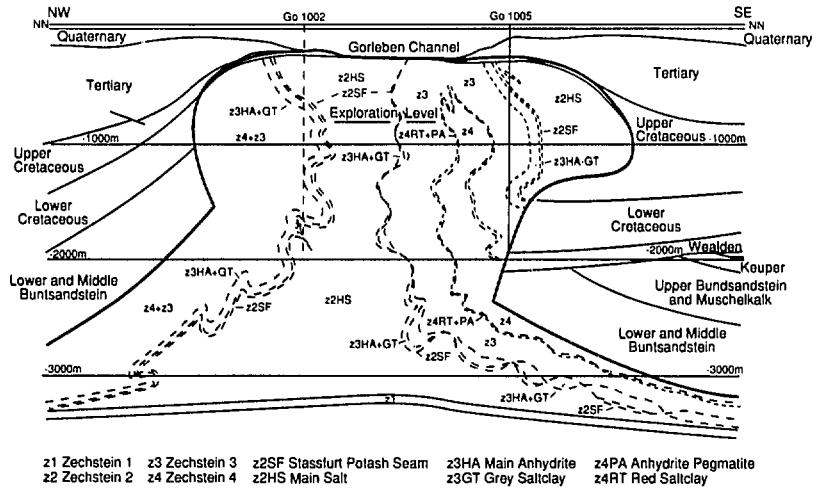 NW
Go 1002
Go 1005
SE
NN
NN
Quaternary
Gorleben Channel
Quaternary
Tertiary
z2HS
z3
z3
Tertiary
z2HS
z2SF
z3HA+GT
Exploration Level
z2SF
z4+z3
z4RT+PA
z4
Upper
Cretaceous
-1000m
-1000m
z3HA+GT
z3HA-GT
Upper
Cretaceous
Lower
Cretaceous
Lower
Cretaceous
Wealden
-2000m
-2000m
Keuper
z3HA+GT
Lower and Middle
Buntsandstein
z2HS
Upper Bundsandstein
and Muschelkalk
z4+z3
z2SF
z4RT+PA
z4
z3
z3HA+GT
z2SF
Lower and Middle
Buntsandstein
-3000m
-3000m
z1
z3HA+GT
z2SF
z1 Zechstein 1 z3 Zechstein 3 z2SF Stassfurt Potash Seam z3HA Main Anhydrite z4PA Anhydrite Pegmatite
z2 Zechstein 2 z4 Zechstein 4 z2HS Main Salt z3GT Grey Saltclay z4RT Red Saltclay